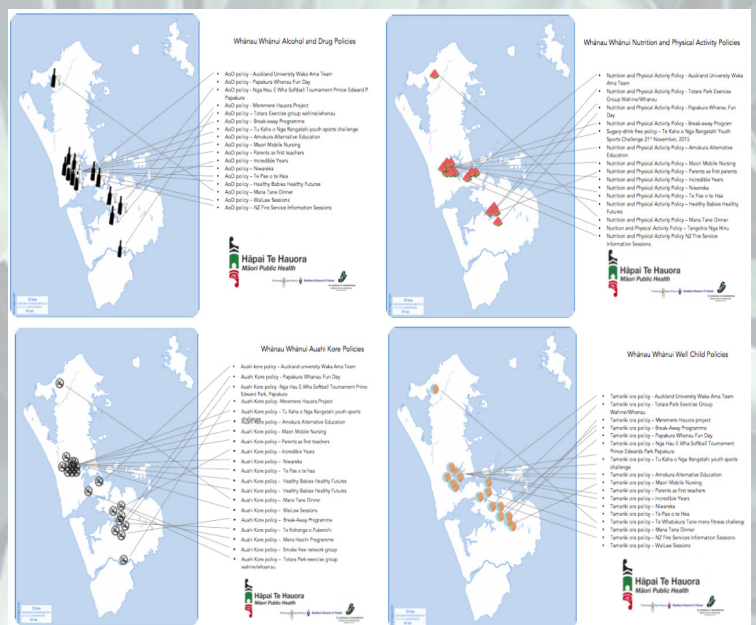 Whānau Whānui Alcohol and Drug Policies
AoD policy - Auckland University Waka Ama Team
AoD policy - Papakura Whanau Fun Day
AoD policy - Nga Hau E Wha Softball Tournament Prince Edward P
Papakura
AoD policy - Meremere Hauora Project
AoD policy - Totara Exercise group wahine/whanau
AoD policy - Break-away Programme
AoD policy - Tu Kaha o Nga Rangatahi youth sports challenge
AoD policy - Amokura Alternative Education
AoD policy - Maori Mobile Nursing
AoD policy - Parents as first teachers
AoD policy - Incredible Years
AoD policy - Niwareka
AoD policy - Te Pae o te Haa
AoD policy - Healthy Babies Healthy Futures
AoD policy - Mana Tane Dinner
AoD policy - WaiLaw Sessions
AoD policy - NZ Fire Service Information Sessions
Hāpai Te Hauora
Māori Public Health
Whānau Whānui Nutrition and Physical Activity Policies
Nutrition and Physical Activity Policy - Auckland University Waka
Ama Team
Nutrition and Physical Activity Policy - Totara Park Exercise
Group Wahine/Whanau
Nutrition and Physical Activity Policy - Papakura Whanau Fun
Day
Nutrition and Physical Activity Policy - Break-away Program
Sugary-drink free policy – Te Kaha o Nga Rangatahi Youth
Sports Challenge 21st November, 2015
Nutrition and Physical Activity Policy – Amokura Alternative
Education
Nutrition and Physical Activity Policy – Maori Mobile Nursing
Nutrition and Physical Activity Policy – Parents as first parents
Nutrition and Physical Activity Policy – Incredible Years
Nutrition and Physical Activity Policy – Niwareka
Nutrition and Physical Activity Policy – Te Pae o te Haa
Nutrition and Physical Activity Policy – Healthy Babies Healthy
Futures
Nutrition and Physical Activity Policy – Mana Tane Dinner
Nurition and Physical Activity Policy – Tangohia Nga Hinu
Nutrition and Physical Activity Policy NZ Fire Service
Information Sessions.
Hāpai Te Hauora
Māori Public Health
Whānau Whānui Auahi Kore Policies
Auahi Kore policy – Auckland university Waka Ama Team
Auahi Kore policy - Papakura Whanau Fun Day
Auahi Kore policy -Nga Hau E Wha Softball Tournament Prince
Edward Park, Papakura
Auahi Kore policy -Meremere Hauora Project
Auahi Kore policy – Tu Kaha o Nga Rangatahi youth sports
challenge
Auahi Kore policy – Amokura Alternative Education
Auahi Kore policy – Maori Mobile Nursing
Auahi Kore policy – Parents as first teachers
Auahi Kore policy – Incredible Years
Auahi Kore policy – Niwareka
Auahi Kore policy – Te Pae o te haa
Auahi Kore policy – Healthy Babies Healthy Futures
Auahi Kore policy – Healthy Babies Healthy Futures
Auahi Kore policy – Mana Tane Dinner
Auahi Kore policy – WaiLaw Sessions
Auahi Kore policy – Break-Away Programme
Auahi Kore policy – Te Kohanga o Pukerohi
Auahi Kore policy – Mens Health Programme
Auahi Kore policy – Smoke free network group
Auahi Kore policy – Totara Park exercise group
wahine/wheanau
Hāpai Te Hauora
Māori Public Health
Whānau Whānui Well Child Policies
Tamariki ora policy - Auckland University Waka Ama Team
Tamariki ora policy - Totara Park Exercise Group
Wahine/Whanau
Tamariki ora policy - Meremere Hauora project
Tamariki ora policy - Break-Away Programme
Tamariki ora policy - Papakura Whanau Fun Day
Tamariki ora policy – Nga Hau E Wha Softball Tournament
Prince Edward Park Papakura
Tamariki ora policy – Tu Kaha o Nga Rangatahi youth sports
challenge
Tamariki ora policy – Amokura Alternative Education
Tamariki ora policy – Maori Mobile Nursing
Tamariki ora policy – Parents as first teachers
Tamariki ora policy – Incredible Years
Tamariki ora policy – Niwareka
Tamariki ora policy – Te Pae o te Haa
Tamariki ora policy – Te Whatukura Tane mens fitness challenge
Tamariki ora policy – Mana Tane Dinner
Tamariki ora policy – NZ Fire Services Information Sessions
Tamariki ora policy – WaiLaw Sessions
Hāpai Te Hauora
Māori Public Health